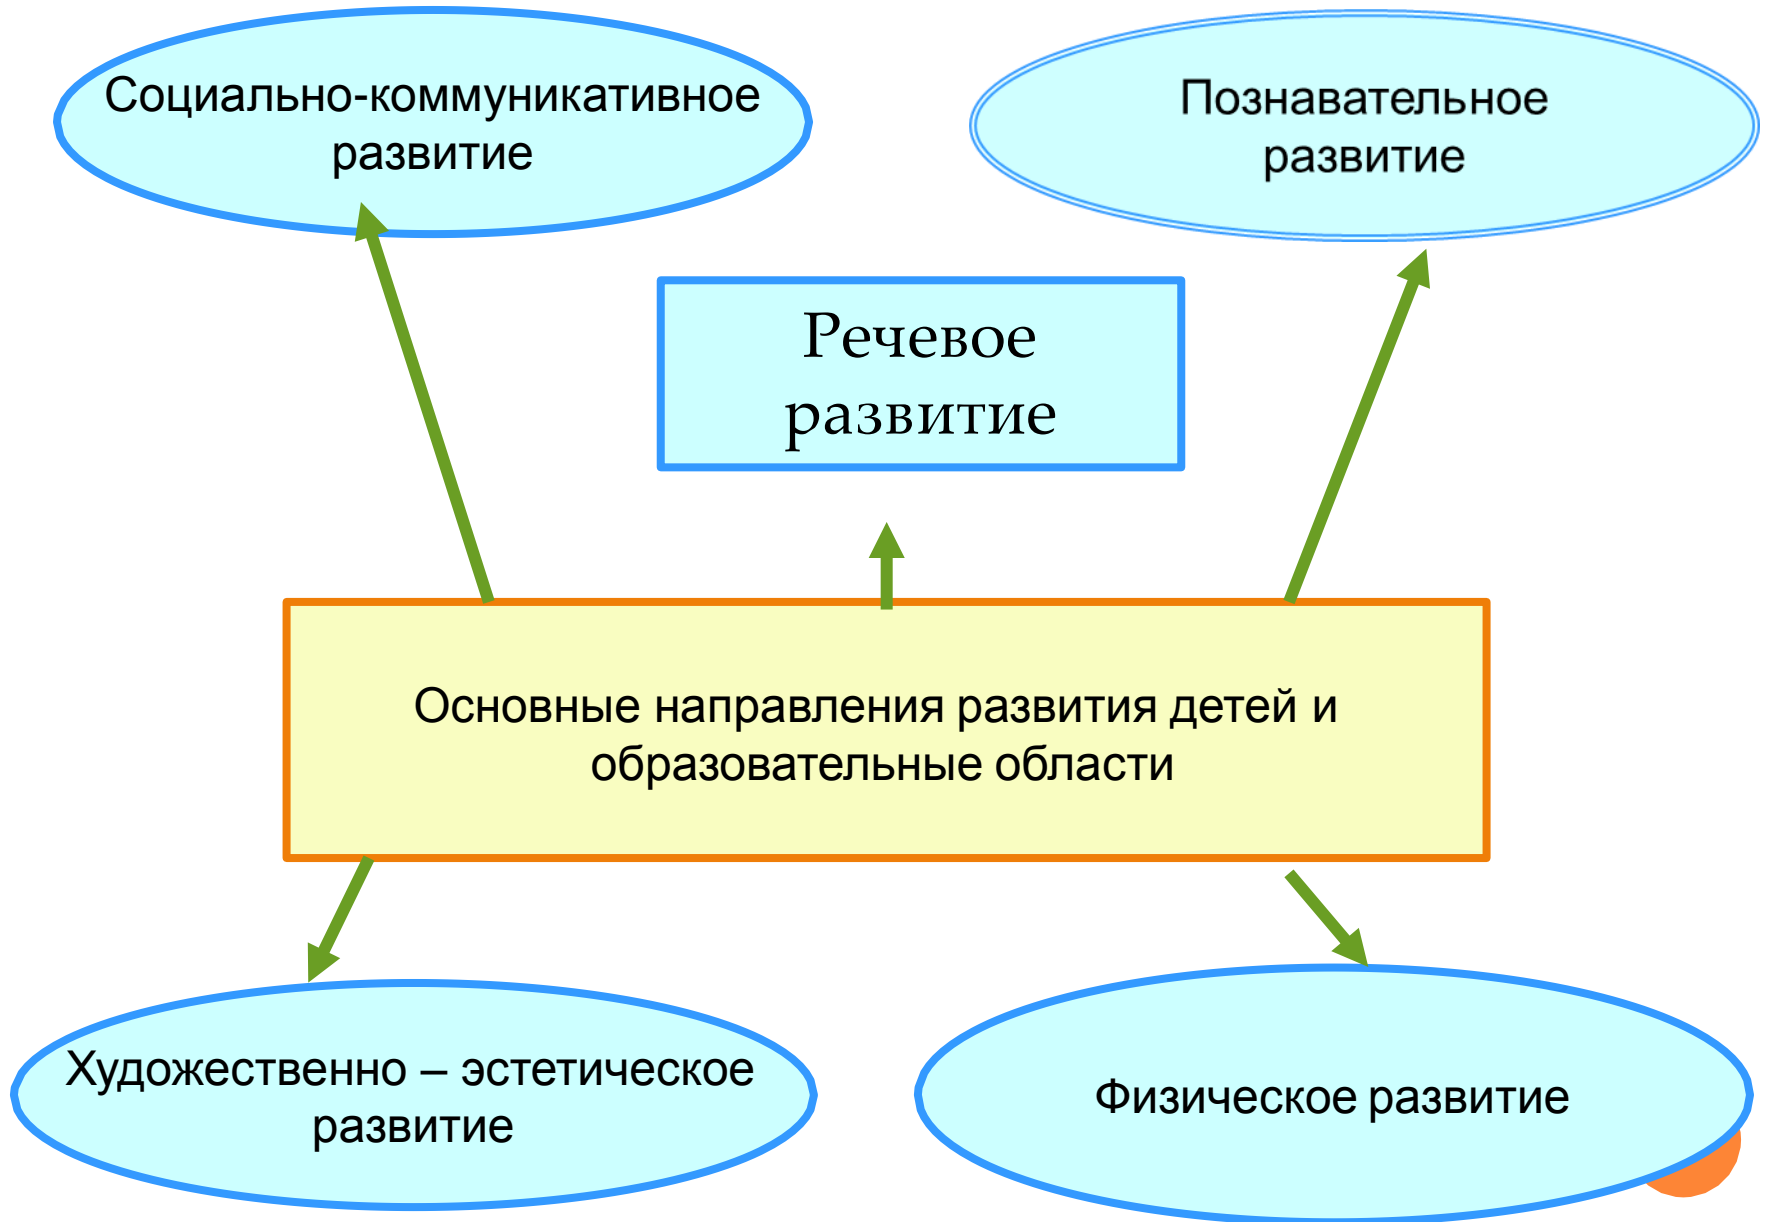 Социально-коммуникативное
развитие
Познавательное
развитие
Речевое
развитие
Основные направления развития детей и
образовательные области
Художественно – эстетическое
развитие
Физическое развитие